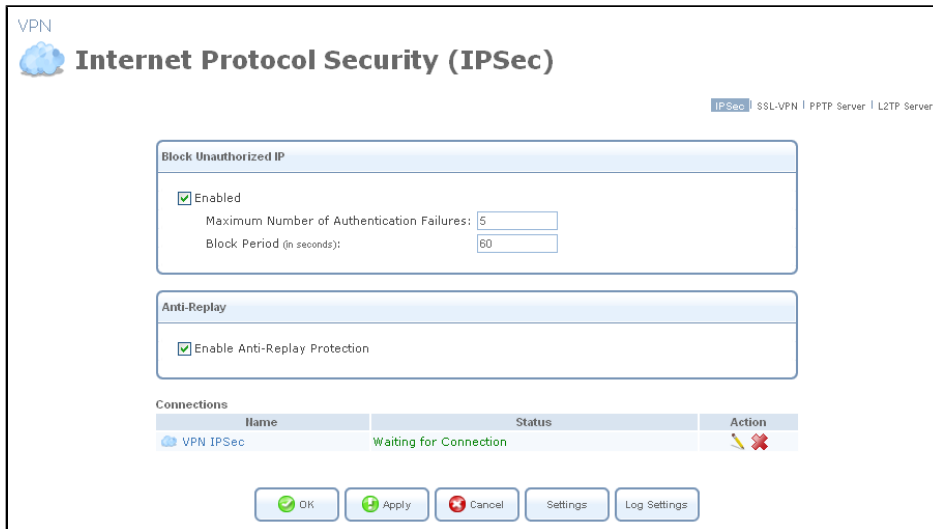 VPN
Internet Protocol Security (IPSec)
IPSec | SSL-VPN | PPTP Server | L2TP Server
Block Unauthorized IP
Enabled
Maximum Number of Authentication Failures: 5
Block Period (in seconds): 60
Anti-Replay
Enable Anti-Replay Protection
Connections
Name Status Action
VPN IPSec Waiting for Connection
OK Apply Cancel Settings Log Settings